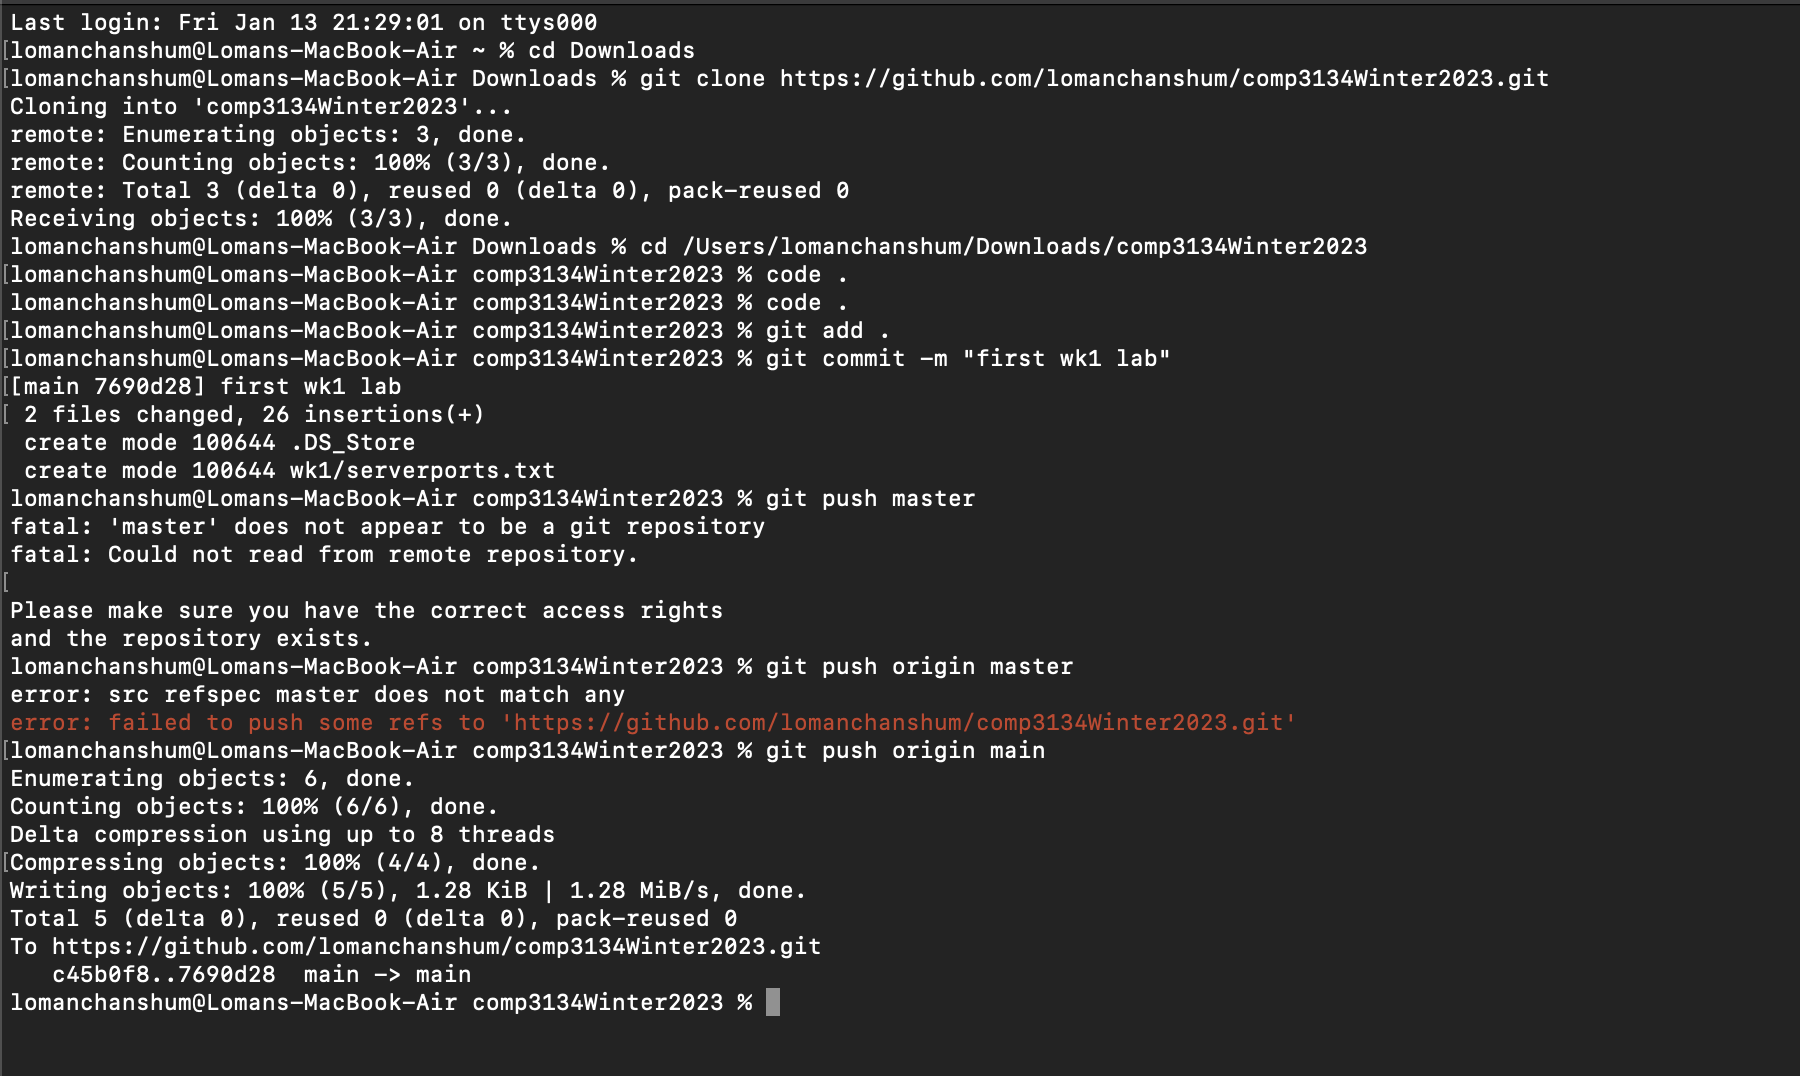 Last login: Fri Jan 13 21:29:01 on ttys000
[lomanchanshum@Lomans-MacBook-Air ~ % cd Downloads
[lomanchanshum@Lomans-MacBook-Air Downloads % git clone https://github.com/lomanchanshum/comp3134Winter2023.git
Cloning into 'comp3134Winter2023'...
remote: Enumerating objects: 3, done.
remote: Counting objects: 100% (3/3), done.
remote: Total 3 (delta 0), reused 0 (delta 0), pack-reused 0
Receiving objects: 100% (3/3), done.
lomanchanshum@Lomans-MacBook-Air Downloads % cd /Users/lomanchanshum/Downloads/comp3134Winter2023
[lomanchanshum@Lomans-MacBook-Air comp3134Winter2023 % code .
lomanchanshum@Lomans-MacBook-Air comp3134Winter2023 % code .
[lomanchanshum@Lomans-MacBook-Air comp3134Winter2023 % git add .
[lomanchanshum@Lomans-MacBook-Air comp3134Winter2023 % git commit -m "first wk1 lab"
[[main 7690d28] first wk1 lab
[ 2 files changed, 26 insertions(+)
 create mode 100644 .DS_Store
 create mode 100644 wk1/serverports.txt
lomanchanshum@Lomans-MacBook-Air comp3134Winter2023 % git push master
fatal: 'master' does not appear to be a git repository
fatal: Could not read from remote repository.
[
Please make sure you have the correct access rights
and the repository exists.
lomanchanshum@Lomans-MacBook-Air comp3134Winter2023 % git push origin master
error: src refspec master does not match any
error: failed to push some refs to 'https://github.com/lomanchanshum/comp3134Winter2023.git'
[lomanchanshum@Lomans-MacBook-Air comp3134Winter2023 % git push origin main
Enumerating objects: 6, done.
Counting objects: 100% (6/6), done.
Delta compression using up to 8 threads
[Compressing objects: 100% (4/4), done.
Writing objects: 100% (5/5), 1.28 KiB | 1.28 MiB/s, done.
Total 5 (delta 0), reused 0 (delta 0), pack-reused 0
To https://github.com/lomanchanshum/comp3134Winter2023.git
   c45b0f8..7690d28  main -> main
lomanchanshum@Lomans-MacBook-Air comp3134Winter2023 %